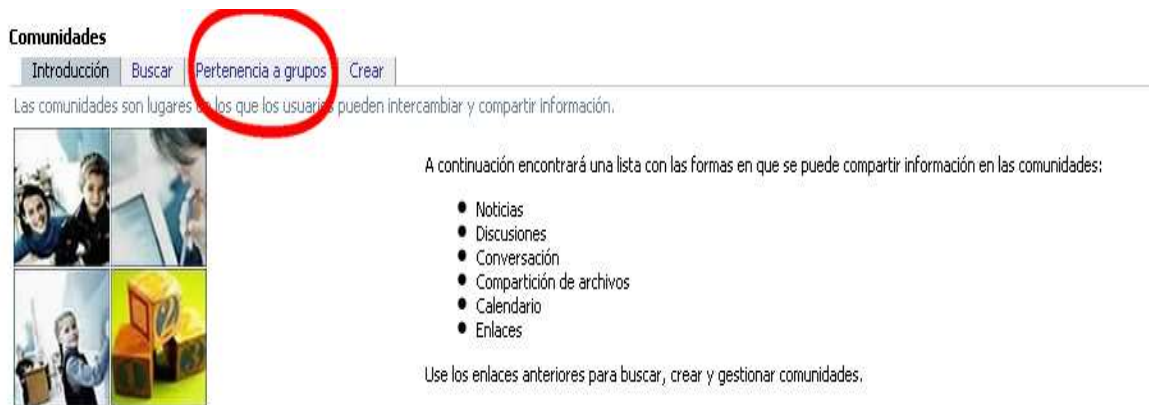 Comunidades
Introducción Buscar Pertenencia a grupos Crear
Las comunidades son lugares en los que los usuarios pueden intercambiar y compartir información.
A continuación encontrará una lista con las formas en que se puede compartir información en las comunidades:
Noticias
Discusiones
Conversación
Compartición de archivos
Calendario
Enlaces
Use los enlaces anteriores para buscar, crear y gestionar comunidades.